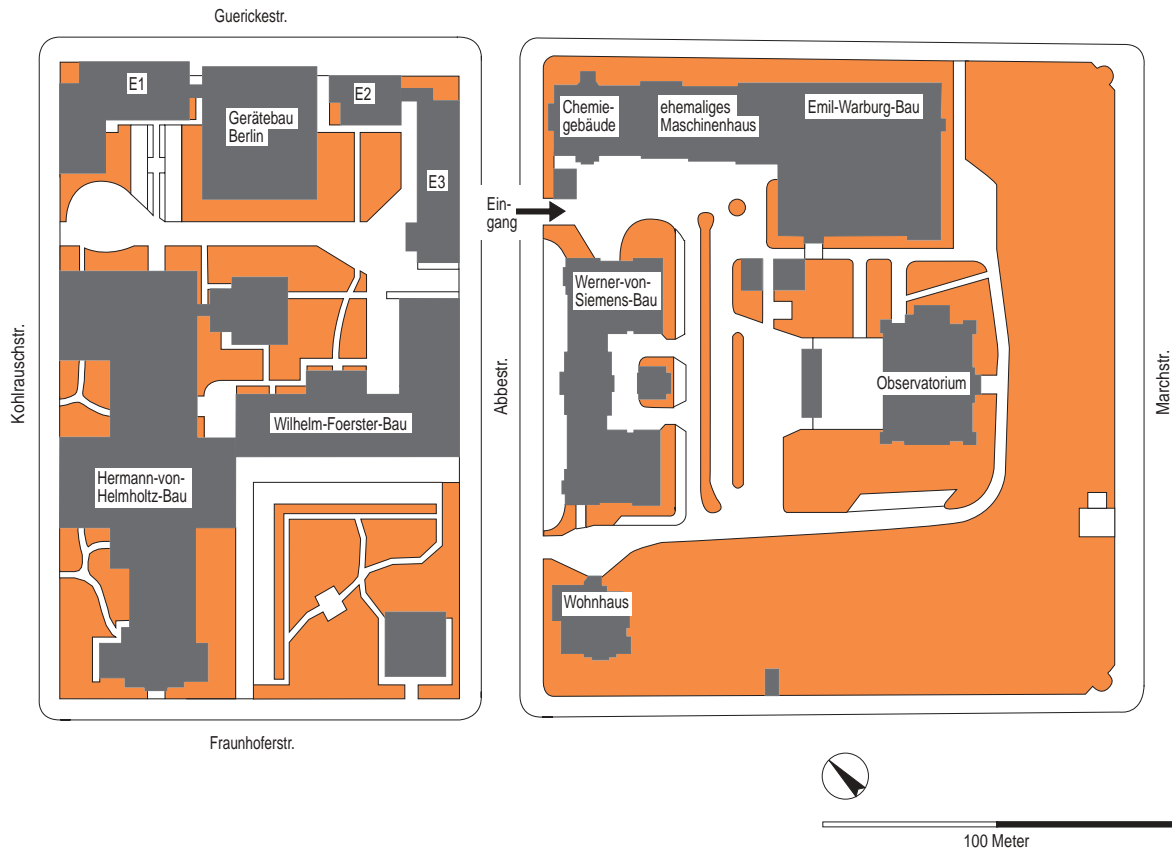 Guerickestr.
E1
E2
Gerätebau
Berlin
E3
Chemie-
gebäude
ehemaliges
Maschinenhaus
Emil-Warburg-Bau
Ein-
gang
Werner-von-
Siemens-Bau
Kohlrauschstr.
Abbestr.
Observatorium
Marchstr.
Wilhelm-Foerster-Bau
Hermann-von-
Helmholtz-Bau
Wohnhaus
Fraunhoferstr.
100 Meter